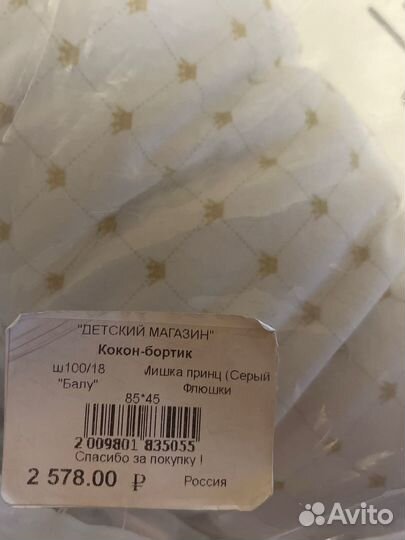 "ДЕТСКИЙ МАГАЗИН"
Кокон-бортик
ш100/18 Мишка принц (Серый
"Балу" Флюшки
85*45
2 009801 835055
Спасибо за покупку !
2 578.00 ₽ Россия
Avito